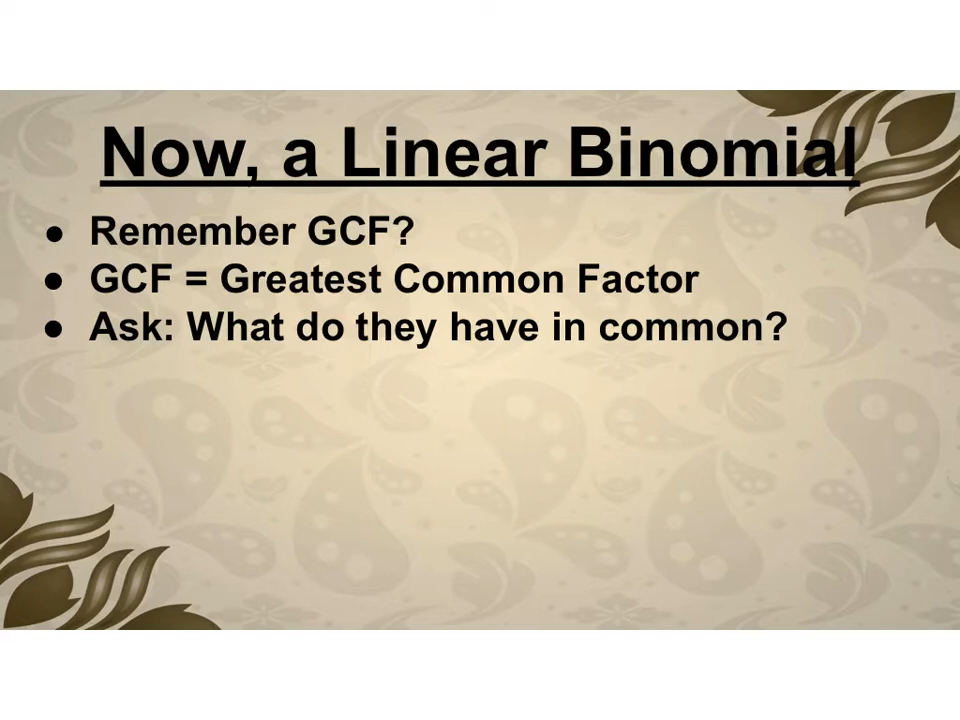 Now, a Linear Binomial
● Remember GCF?
● GCF = Greatest Common Factor
● Ask: What do they have in common?